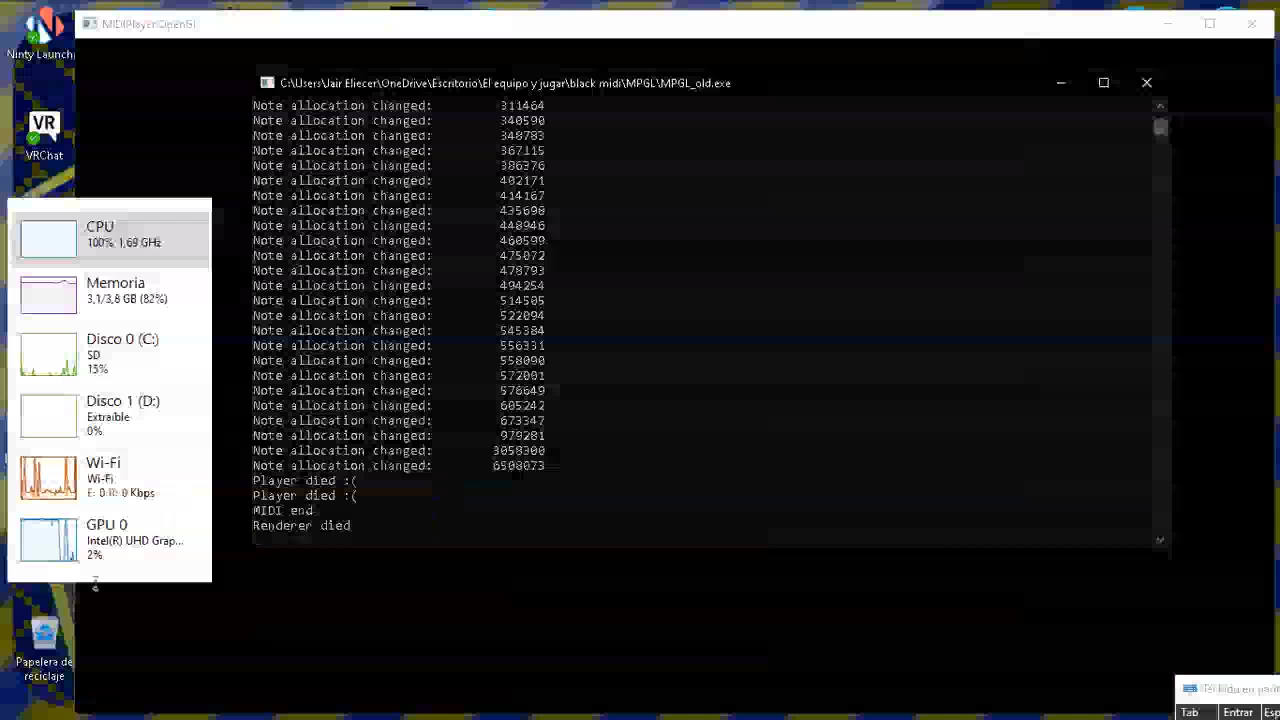 MIDIPlayerOpenGL
Ninty Launch
VRChat
C:\Users\Jair Eliecer\OneDrive\Escritorio\El equipo y jugar\black midi\MPGL\MPGL_old.exe
Note allocation changed: 311464
Note allocation changed: 340590
Note allocation changed: 348783
Note allocation changed: 367115
Note allocation changed: 386376
Note allocation changed: 402171
Note allocation changed: 414167
Note allocation changed: 435690
Note allocation changed: 448946
Note allocation changed: 460599
Note allocation changed: 475072
Note allocation changed: 478793
Note allocation changed: 494254
Note allocation changed: 514505
Note allocation changed: 522094
Note allocation changed: 545384
Note allocation changed: 556331
Note allocation changed: 558090
Note allocation changed: 572001
Note allocation changed: 576649
Note allocation changed: 605242
Note allocation changed: 673347
Note allocation changed: 979281
Note allocation changed: 3058300
Note allocation changed: 6508073
Player died :(
Player died :(
MIDI end
Renderer died
CPU
100% 1,69 GHz
Memoria
3,1/3,8 GB (82%)
Disco 0 (C:)
SD
15%
Disco 1 (D:)
Extraíble
0%
Wi-Fi
Wi-Fi
E: 0 R: 0 Kbps
GPU 0
Intel(R) UHD Grap...
2%
Papelera de
reciclaje
Tab
Entrar
Esp